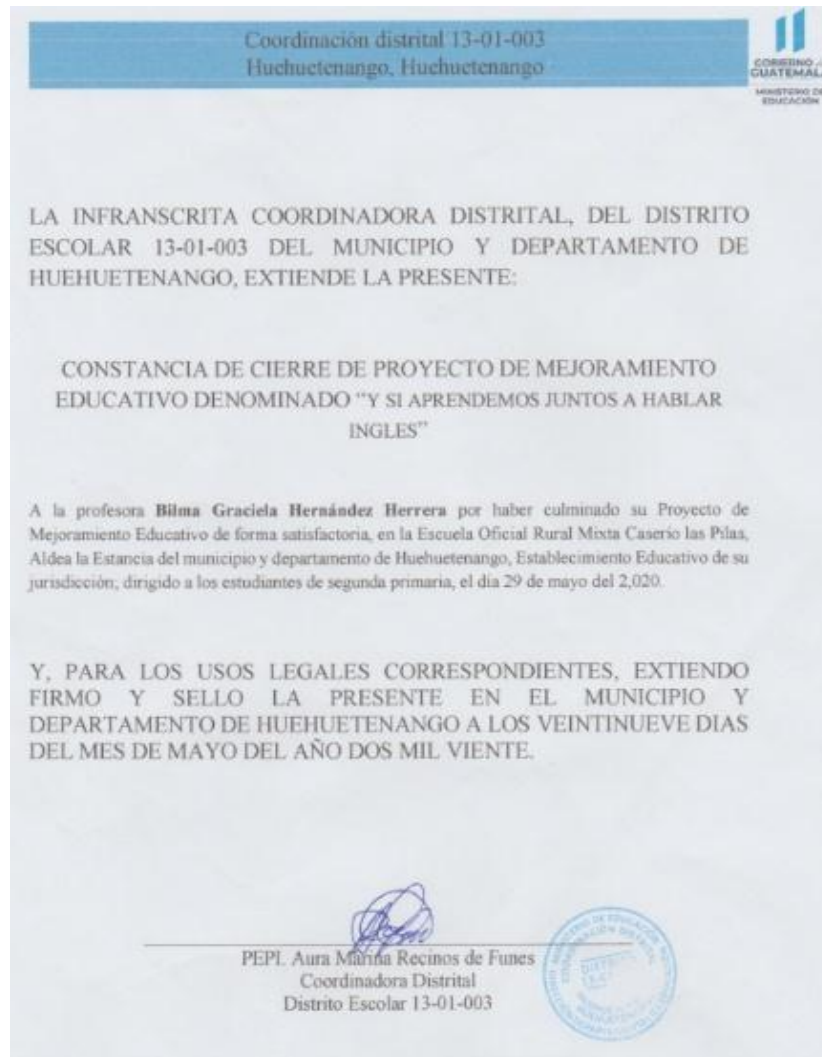 Coordinación distrital 13-01-003
Huehuetenango, Huehuetenango
GOBIERNO DE
GUATEMALA
MINISTERIO DE
EDUCACIÓN
LA INFRANSCRITA COORDINADORA DISTRITAL, DEL DISTRITO
ESCOLAR 13-01-003 DEL MUNICIPIO Y DEPARTAMENTO DE
HUEHUETENANGO, EXTIENDE LA PRESENTE:
CONSTANCIA DE CIERRE DE PROYECTO DE MEJORAMIENTO
EDUCATIVO DENOMINADO “Y SI APRENDEMOS JUNTOS A HABLAR
INGLES”
A la profesora Bilma Graciela Hernández Herrera por haber culminado su Proyecto de
Mejoramiento Educativo de forma satisfactoria, en la Escuela Oficial Rural Mixta Caserío las Pilas,
Aldea la Estancia del municipio y departamento de Huehuetenango, Establecimiento Educativo de su
jurisdicción, dirigido a los estudiantes de segunda primaria, el día 29 de mayo del 2,020.
Y, PARA LOS USOS LEGALES CORRESPONDIENTES, EXTIENDO
FIRMO Y SELLO LA PRESENTE EN EL MUNICIPIO Y
DEPARTAMENTO DE HUEHUETENANGO A LOS VEINTINUEVE DIAS
DEL MES DE MAYO DEL AÑO DOS MIL VIENTE.
PEPI. Aura Marina Recinos de Funes
Coordinadora Distrital
Distrito Escolar 13-01-003